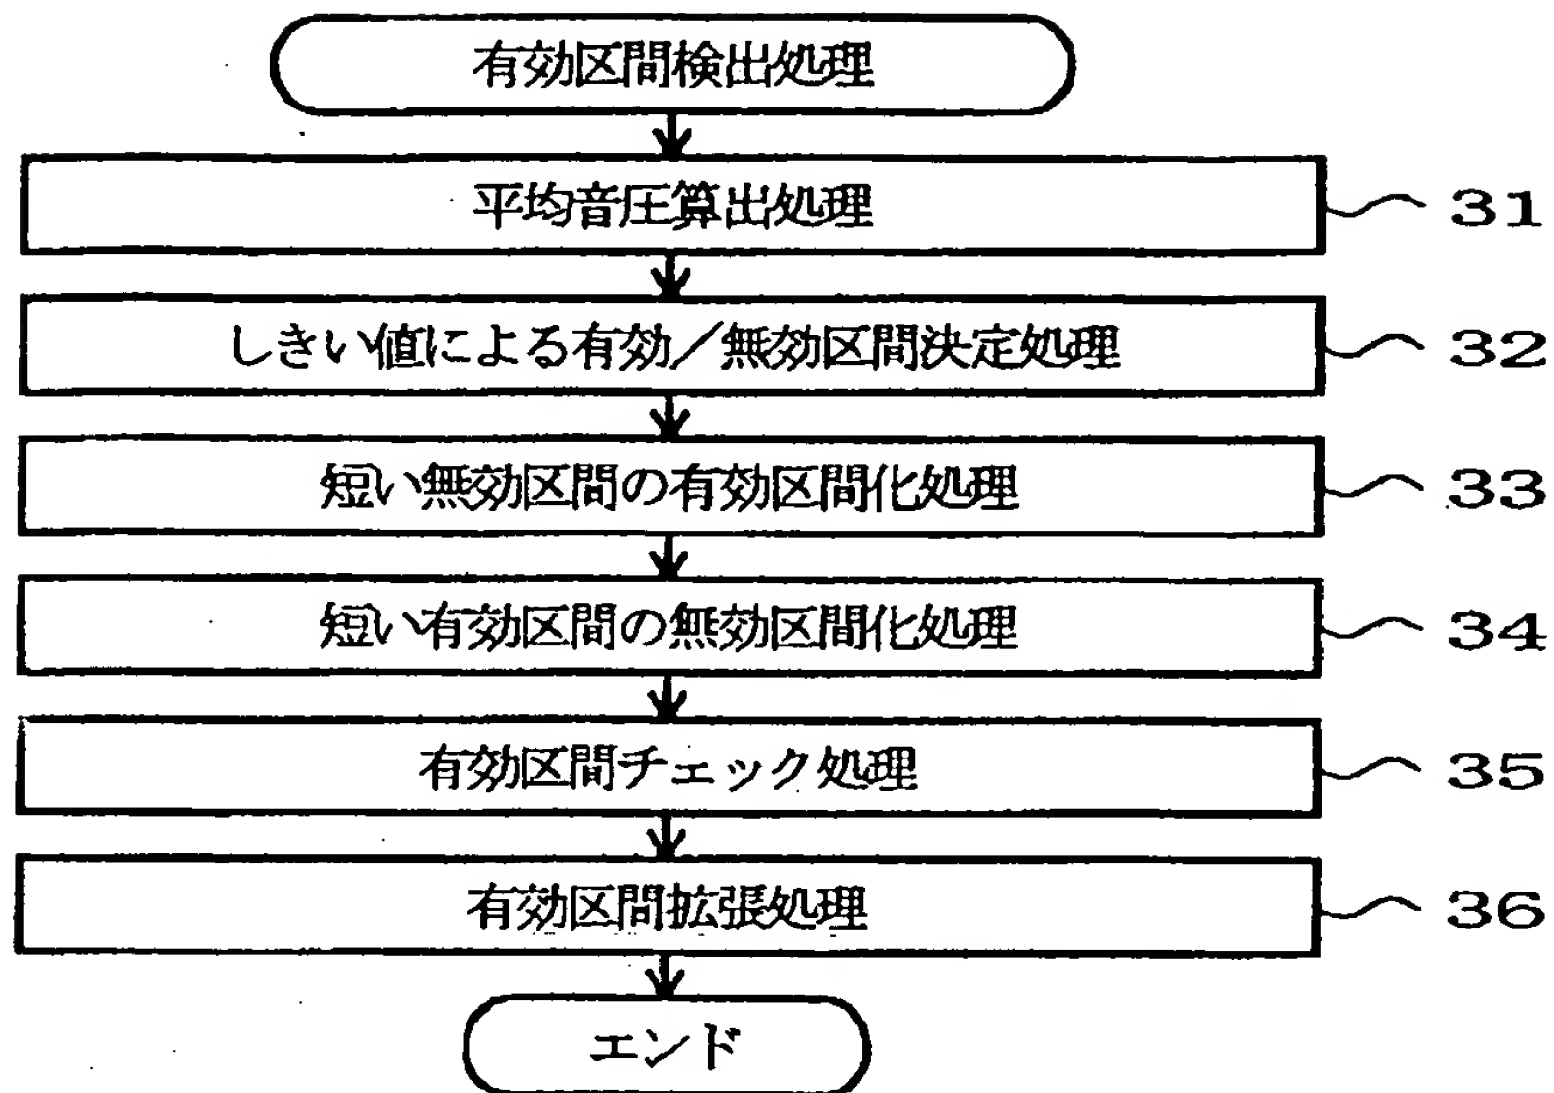 有効区間検出処理
平均音圧算出処理 31
しきい値による有効／無効区間決定処理 32
短い無効区間の有効区間化処理 33
短い有効区間の無効区間化処理 34
有効区間チェック処理 35
有効区間拡張処理 36
エンド